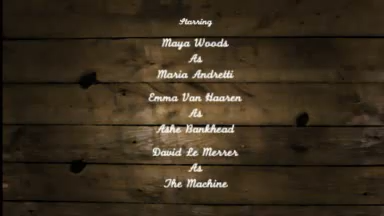 Starring
Maya Woods
As
Maria Andretti
Emma Van Haaren
As
Ashe Bankhead
David Le Merrer
As
The Machine